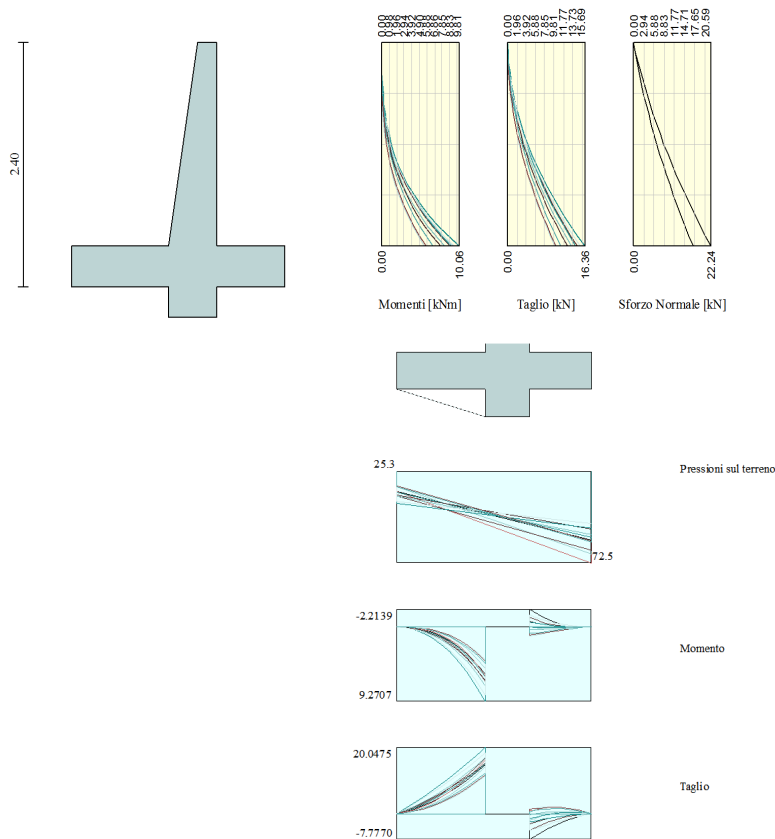 0.00 0.98 1.96 2.94 3.92 4.90 5.88 6.86 7.85 8.83 9.81
0.00 1.96 3.92 5.88 7.85 9.81 11.77 13.73 15.69
0.00 2.94 5.88 8.83 11.77 14.71 17.65 20.59
2.40
0.00 10.06
0.00 16.36
0.00 22.24
Momenti [kNm]
Taglio [kN]
Sforzo Normale [kN]
25.3
Pressioni sul terreno
72.5
-2.2139
Momento
9.2707
20.0475
Taglio
-7.7770